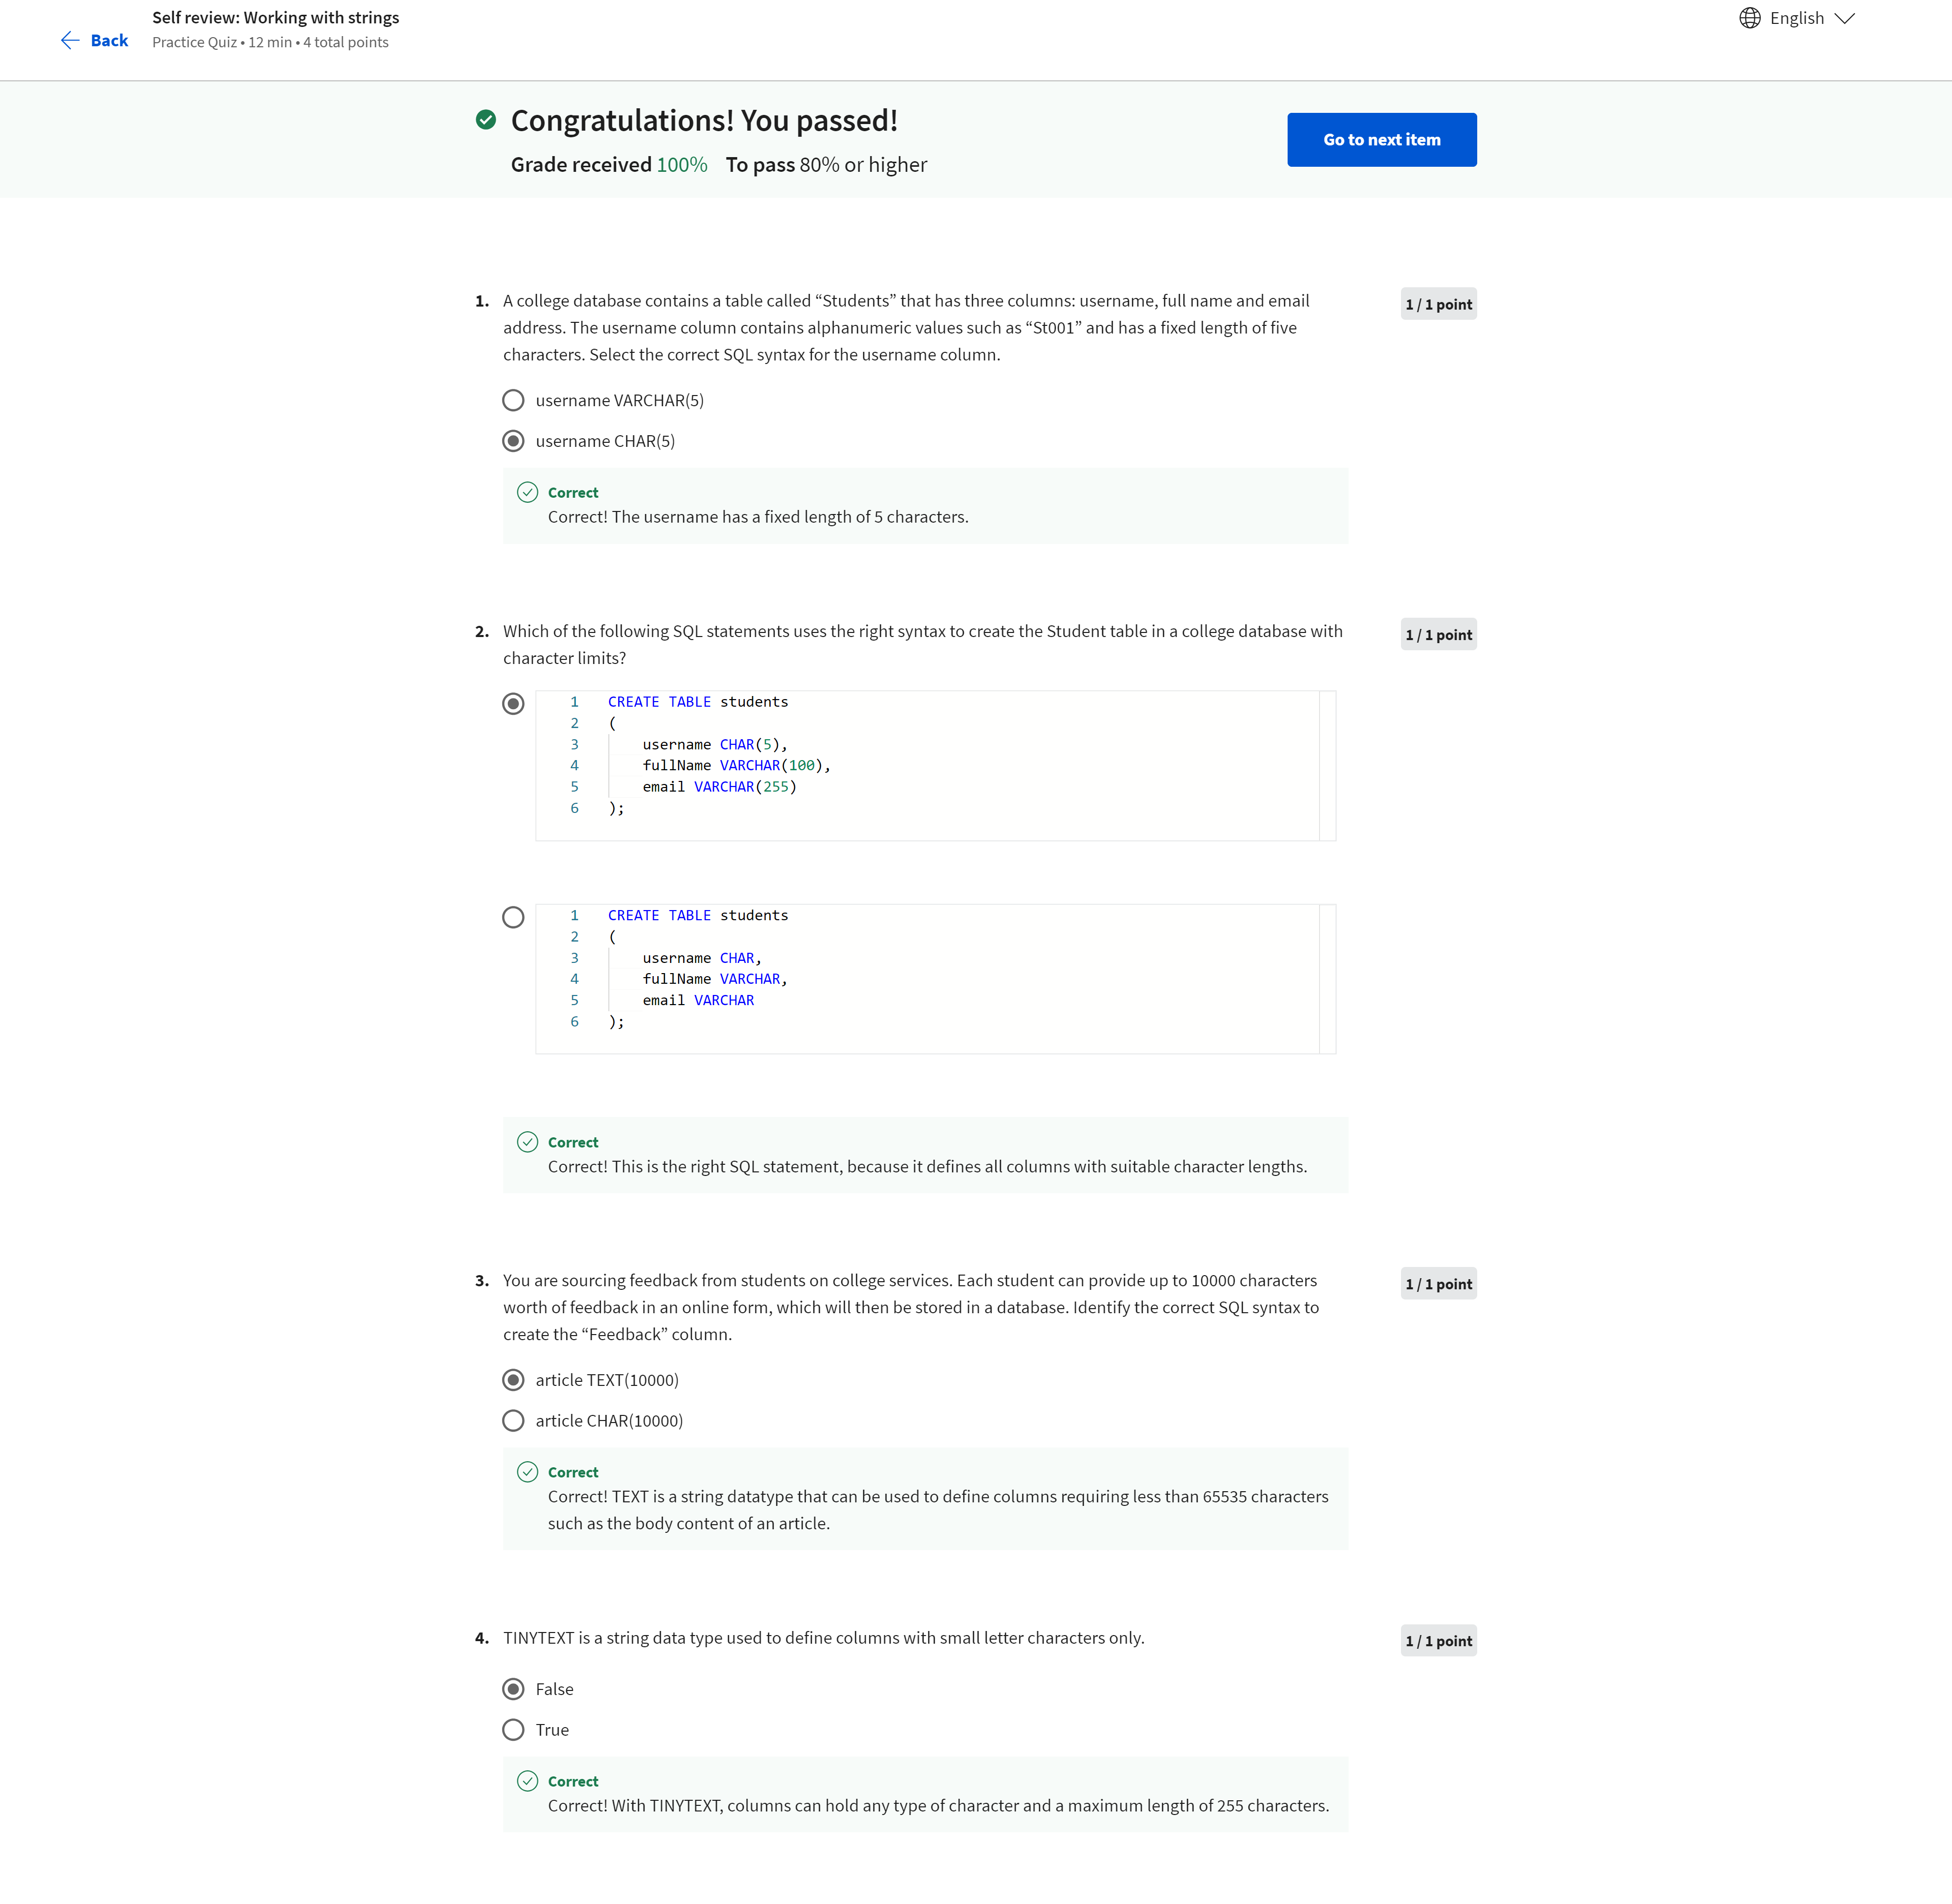 Self review: Working with strings
Back
Practice Quiz • 12 min • 4 total points
English
Congratulations! You passed!
Grade received 100% To pass 80% or higher
Go to next item
1. A college database contains a table called “Students” that has three columns: username, full name and email
address. The username column contains alphanumeric values such as “St001” and has a fixed length of five
characters. Select the correct SQL syntax for the username column.
1 / 1 point
username VARCHAR(5)
username CHAR(5)
Correct
Correct! The username has a fixed length of 5 characters.
2. Which of the following SQL statements uses the right syntax to create the Student table in a college database with
character limits?
1 / 1 point
1 CREATE TABLE students
2 (
3 username CHAR(5),
4 fullName VARCHAR(100),
5 email VARCHAR(255)
6 );
1 CREATE TABLE students
2 (
3 username CHAR,
4 fullName VARCHAR,
5 email VARCHAR
6 );
Correct
Correct! This is the right SQL statement, because it defines all columns with suitable character lengths.
3. You are sourcing feedback from students on college services. Each student can provide up to 10000 characters
worth of feedback in an online form, which will then be stored in a database. Identify the correct SQL syntax to
create the “Feedback” column.
1 / 1 point
article TEXT(10000)
article CHAR(10000)
Correct
Correct! TEXT is a string datatype that can be used to define columns requiring less than 65535 characters
such as the body content of an article.
4. TINYTEXT is a string data type used to define columns with small letter characters only.
1 / 1 point
False
True
Correct
Correct! With TINYTEXT, columns can hold any type of character and a maximum length of 255 characters.